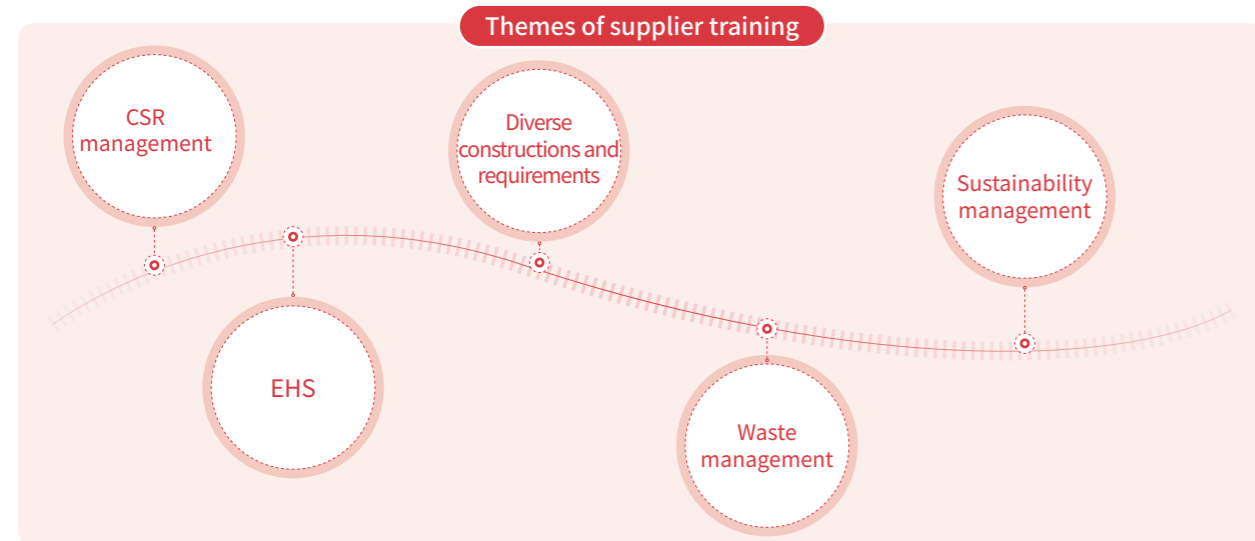 Themes of supplier training
CSR
management
EHS
Diverse
constructions and
requirements
Waste
management
Sustainability
management